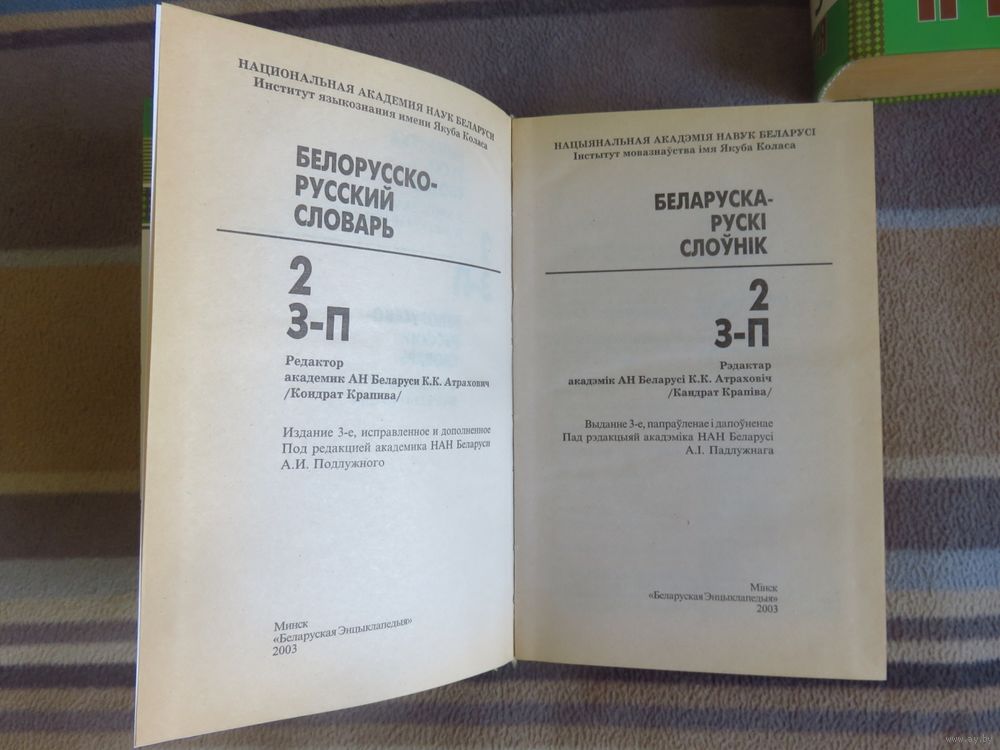 НАЦИОНАЛЬНАЯ АКАДЕМИЯ НАУК БЕЛАРУСИ
Институт языкознания имени Якуба Коласа
БЕЛОРУССКО-
РУССКИЙ
СЛОВАРЬ
2
З-П
Редактор
академик АН Беларуси К.К. Атрахович
/Кондрат Крапива/
Издание 3-е, исправленное и дополненное
Под редакцией академика НАН Беларуси
А.И. Подлужного
Минск
«Беларуская Энцыклапедыя»
2003
НАЦЫЯНАЛЬНАЯ АКАДЭМІЯ НАВУК БЕЛАРУСІ
Інстытут мовазнаўства імя Якуба Коласа
БЕЛАРУСКА-
РУСКІ
СЛОЎНІК
2
З-П
Рэдактар
акадэмік АН Беларусі К.К. Атраховіч
/Кандрат Крапіва/
Выданне 3-е, папраўленае і дапоўненае
Пад рэдакцыяй акадэміка НАН Беларусі
А.І. Падлужнага
Мінск
«Беларуская Энцыклапедыя»
2003
www.ay.by